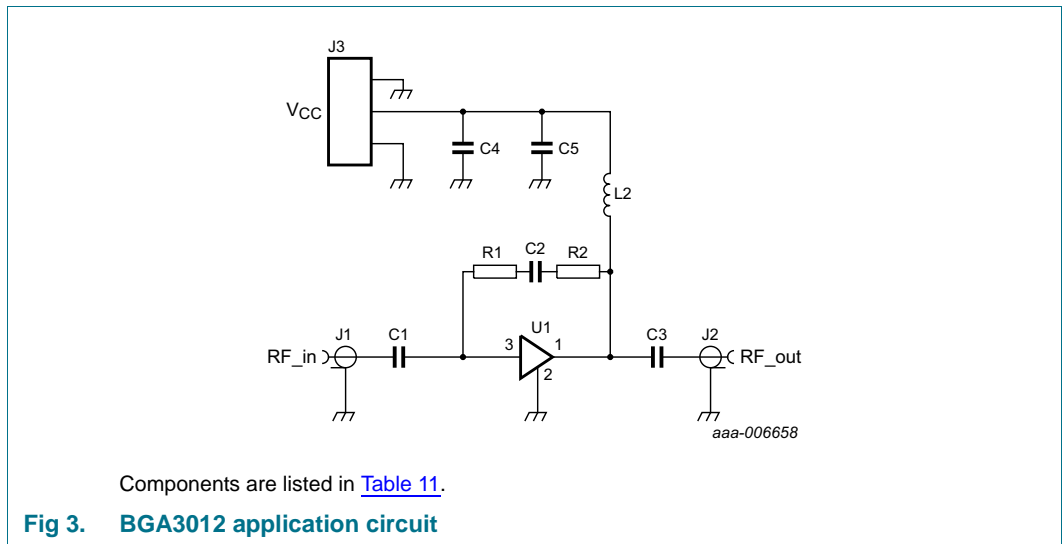 J3
VCC
C4
C5
L2
R1
C2
R2
J1
C1
U1
C3
J2
RF_in
3
1
RF_out
2
aaa-006658
Components are listed in Table 11.
Fig 3. BGA3012 application circuit